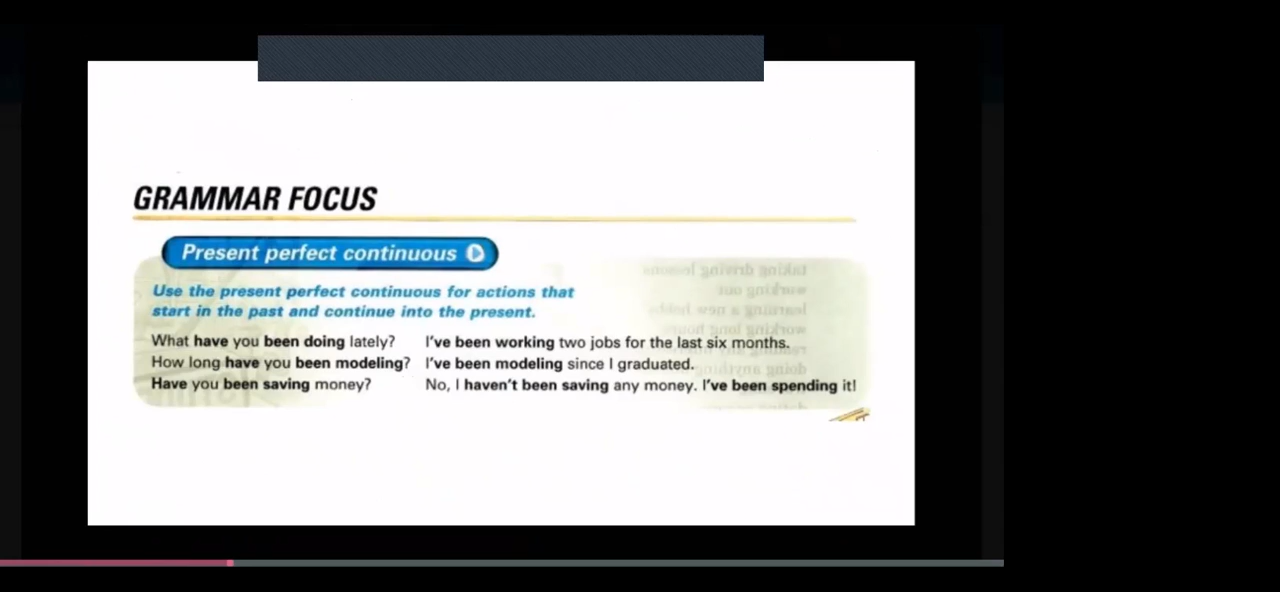 GRAMMAR FOCUS
Present perfect continuous
Use the present perfect continuous for actions that
start in the past and continue into the present.
What have you been doing lately? I've been working two jobs for the last six months.
How long have you been modeling? I've been modeling since I graduated.
Have you been saving money? No, I haven't been saving any money. I've been spending it!